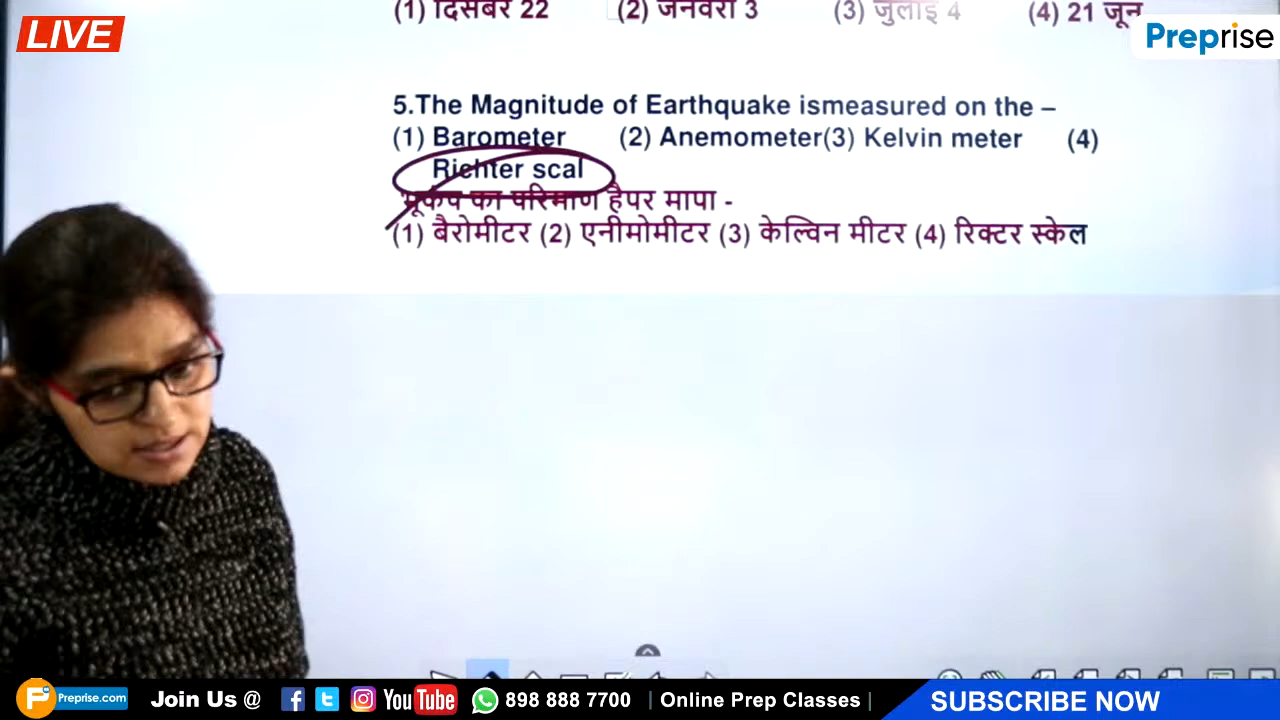 (1) दिसंबर 22 (2) जनवरी 3 (3) जुलाई 4 (4) 21 जून
LIVE
Preprise
5.The Magnitude of Earthquake ismeasured on the –
(1) Barometer (2) Anemometer(3) Kelvin meter (4)
Richter scal
भूकंप का परिमाण हैपर मापा -
(1) बैरोमीटर (2) एनीमोमीटर (3) केल्विन मीटर (4) रिक्टर स्केल
P Preprise.com Join Us @ YouTube 898 888 7700 | Online Prep Classes | SUBSCRIBE NOW